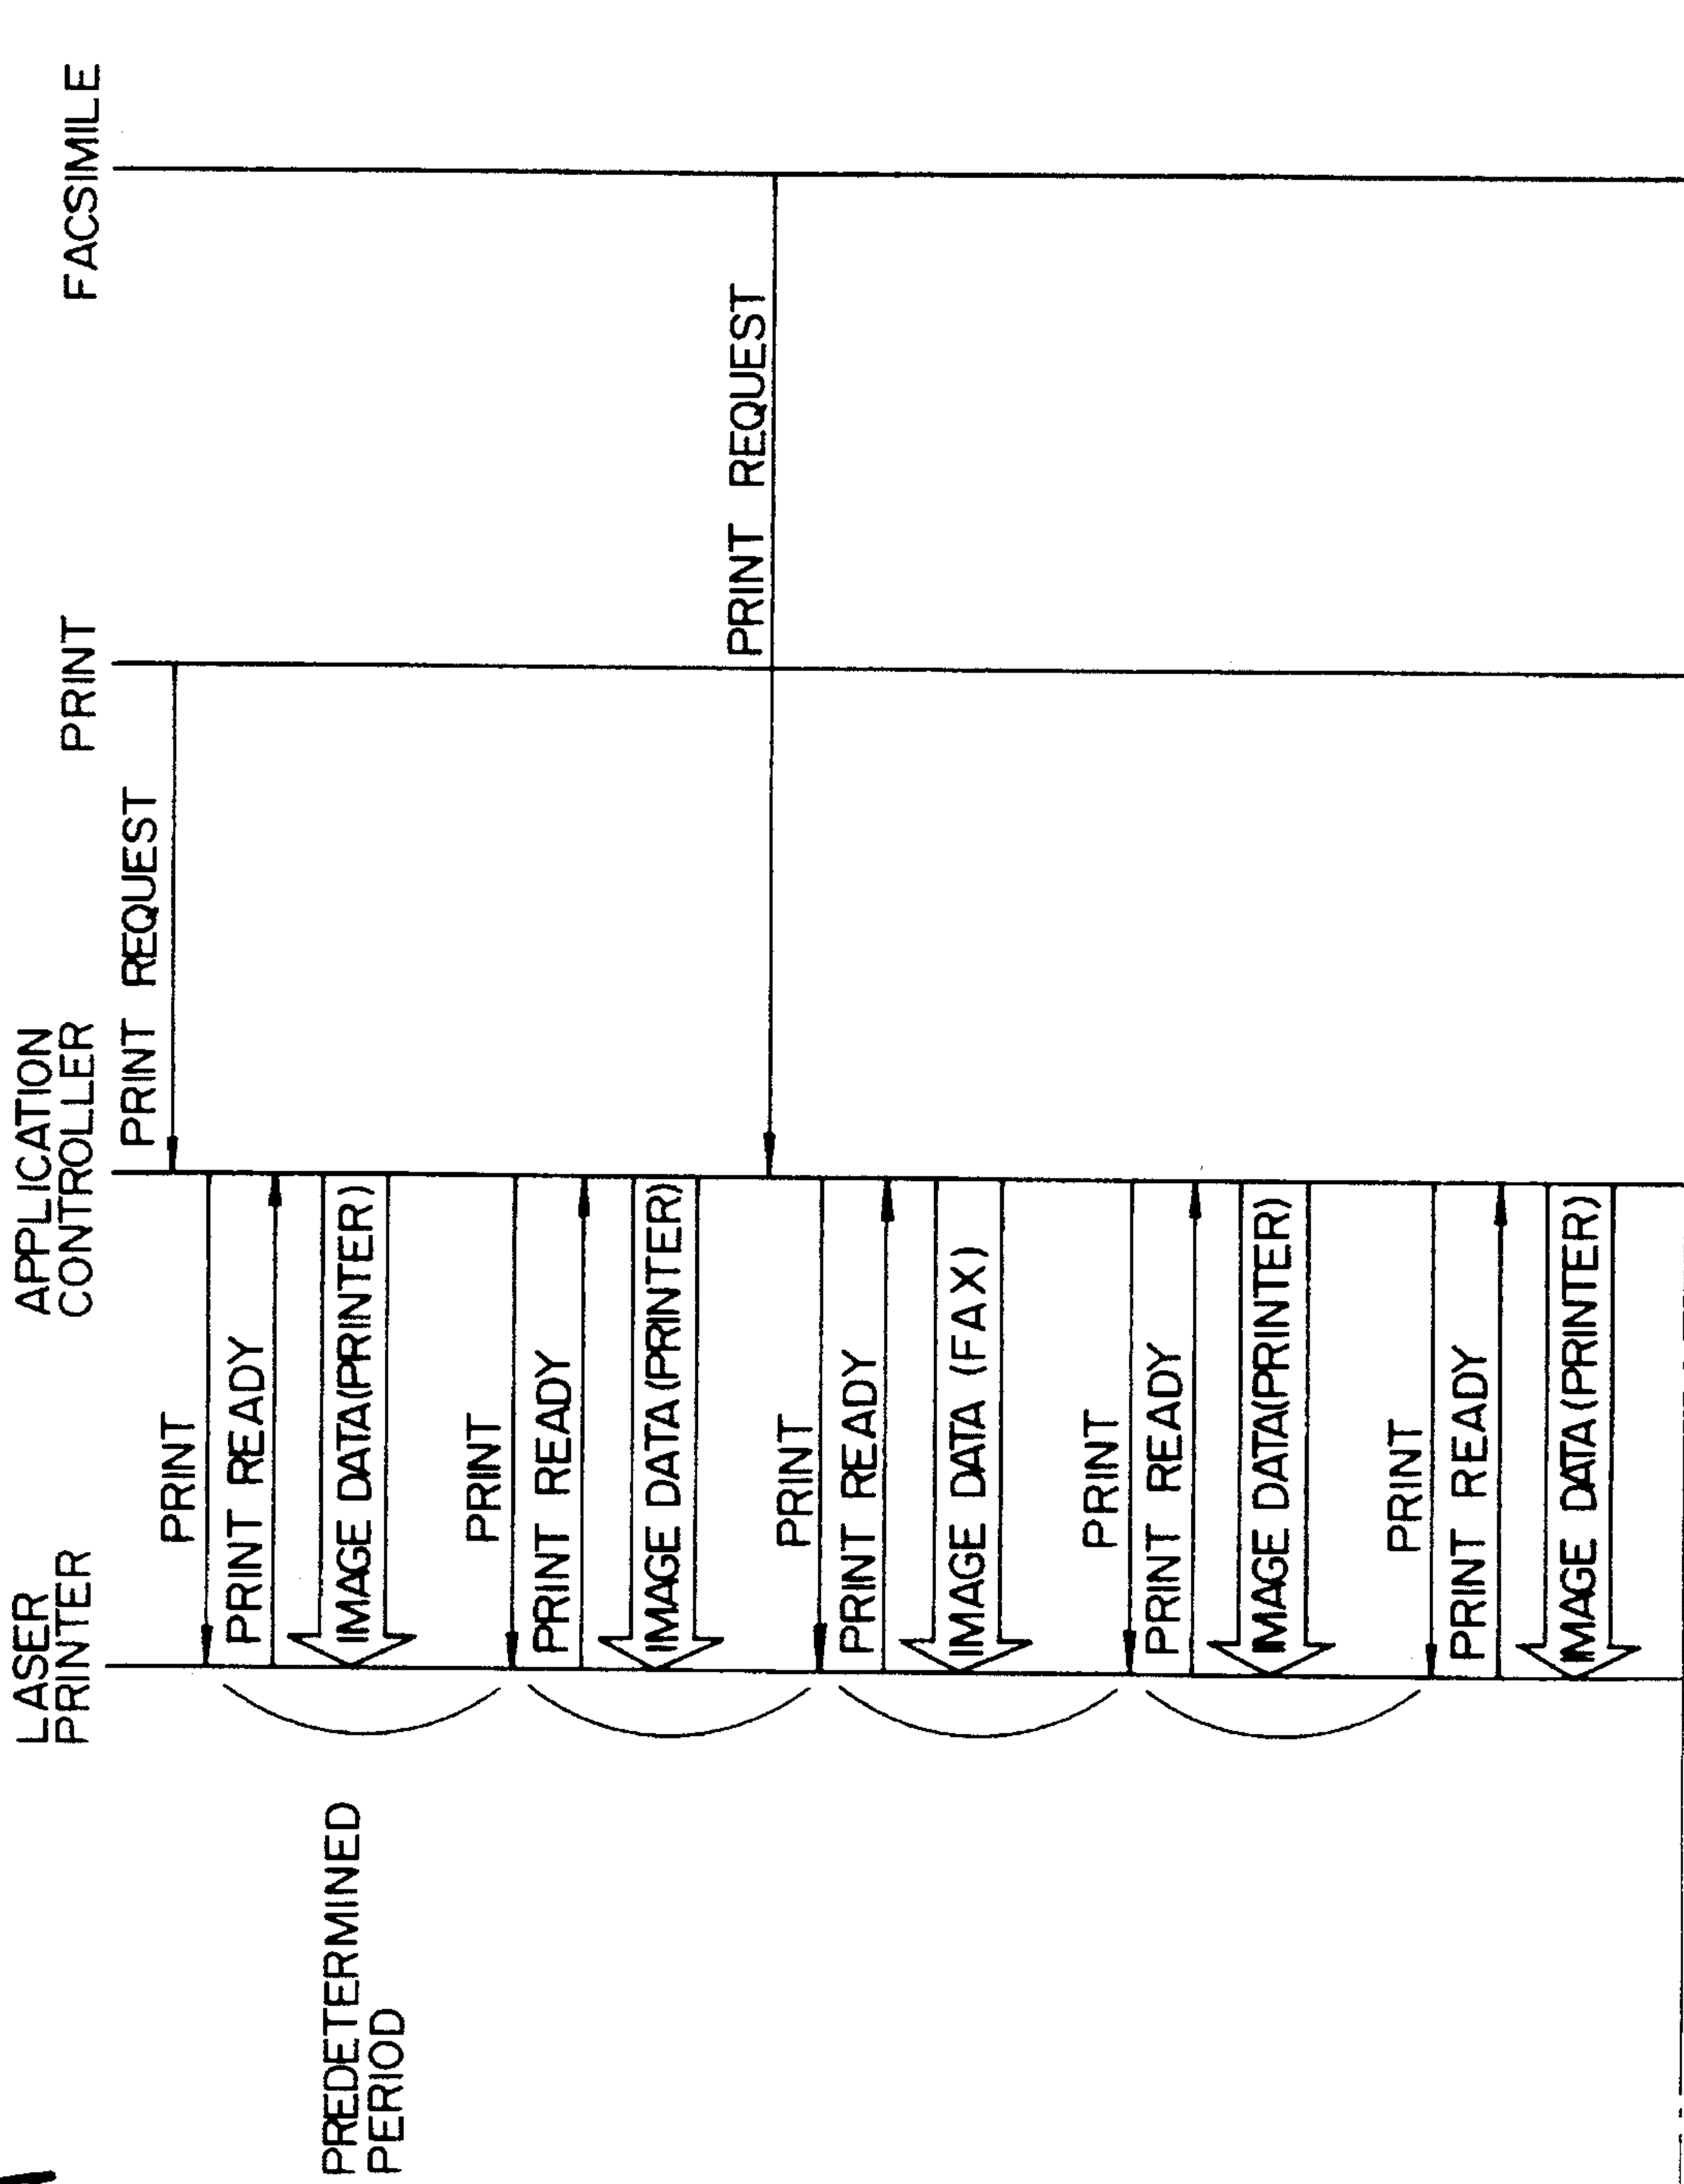 LASER
PRINTER
APPLICATION
CONTROLLER
PRINT
FACSIMILE
PRINT REQUEST
PRINT
PRINT READY
IMAGE DATA(PRINTER)
PREDETERMINED
PERIOD
PRINT
PRINT READY
IMAGE DATA(PRINTER)
PRINT REQUEST
PRINT
PRINT READY
IMAGE DATA (FAX)
PRINT
PRINT READY
IMAGE DATA(PRINTER)
PRINT
PRINT READY
IMAGE DATA(PRINTER)